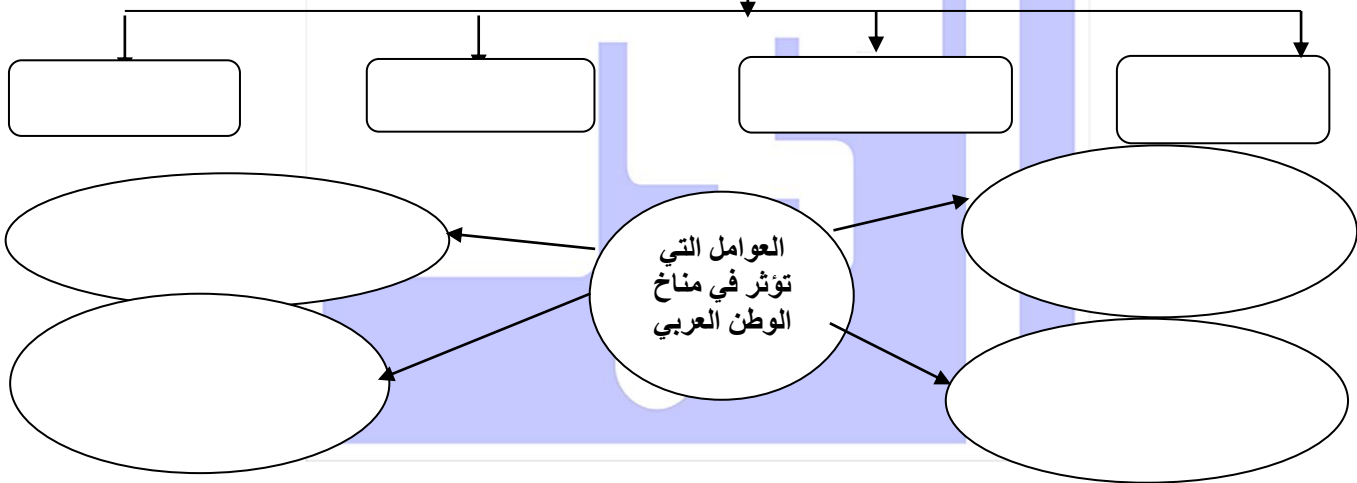 العوامل التي
تؤثر في مناخ
الوطن العربي